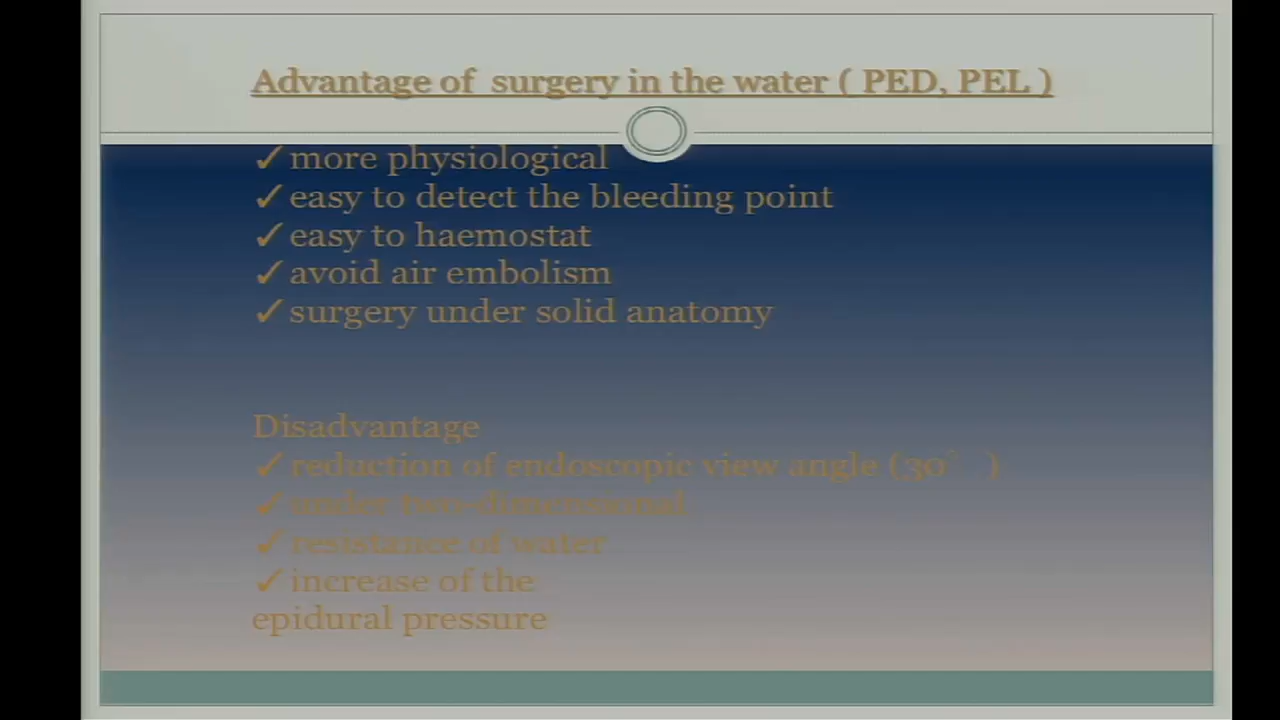 Advantage of surgery in the water ( PED, PEL )
✓ more physiological
✓ easy to detect the bleeding point
✓ easy to haemostat
✓ avoid air embolism
✓ surgery under solid anatomy
Disadvantage
✓ reduction of endoscopic view angle (30° )
✓ under two-dimensional
✓ resistance of water
✓ increase of the
epidural pressure